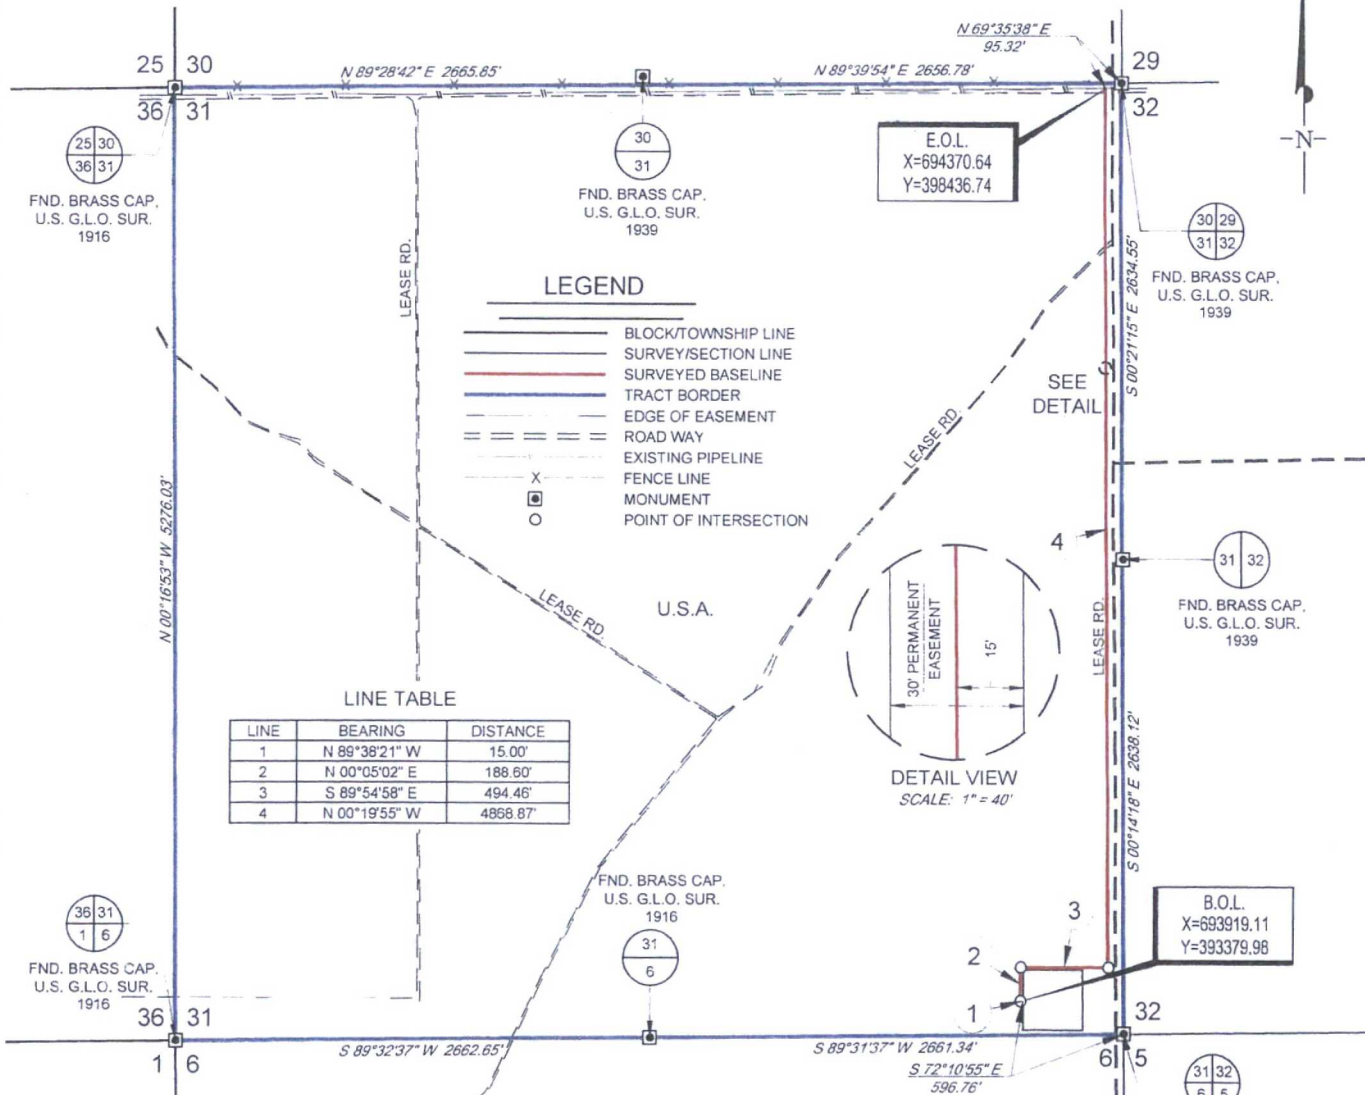 N 69°35'38" E
95.32'
25 30
29
N 89°28'42" E 2665.85'
N 89°39'54" E 2656.78'
36 31
32
-N-
25 30
36 31
FND. BRASS CAP.
U.S. G.L.O. SUR.
1916
30
31
FND. BRASS CAP.
U.S. G.L.O. SUR.
1939
E.O.L.
X=694370.64
Y=398436.74
30 29
31 32
FND. BRASS CAP.
U.S. G.L.O. SUR.
1939
LEASE RD.
S 00°21'15" E 2634.55'
LEGEND
BLOCK/TOWNSHIP LINE
SURVEY/SECTION LINE
SURVEYED BASELINE
TRACT BORDER
EDGE OF EASEMENT
ROAD WAY
EXISTING PIPELINE
X FENCE LINE
MONUMENT
POINT OF INTERSECTION
SEE
DETAIL
LEASE RD.
N 00°16'53" W 5276.03'
4
31 32
FND. BRASS CAP.
U.S. G.L.O. SUR.
1939
LEASE RD.
U.S.A.
30' PERMANENT
EASEMENT
15'
LEASE RD.
DETAIL VIEW
SCALE: 1" = 40'
S 00°14'18" E 2638.12'
LINE TABLE
LINE BEARING DISTANCE
1 N 89°38'21" W 15.00'
2 N 00°05'02" E 188.60'
3 S 89°54'58" E 494.46'
4 N 00°19'55" W 4868.87'
36 31
1 6
FND. BRASS CAP.
U.S. G.L.O. SUR.
1916
FND. BRASS CAP.
U.S. G.L.O. SUR.
1916
31
6
B.O.L.
X=693919.11
Y=393379.98
3
2
1
36 31
32
1 6
6 5
S 89°32'37" W 2662.65'
S 89°31'37" W 2661.34'
S 72°10'55" E
596.76'
31 32
6 5